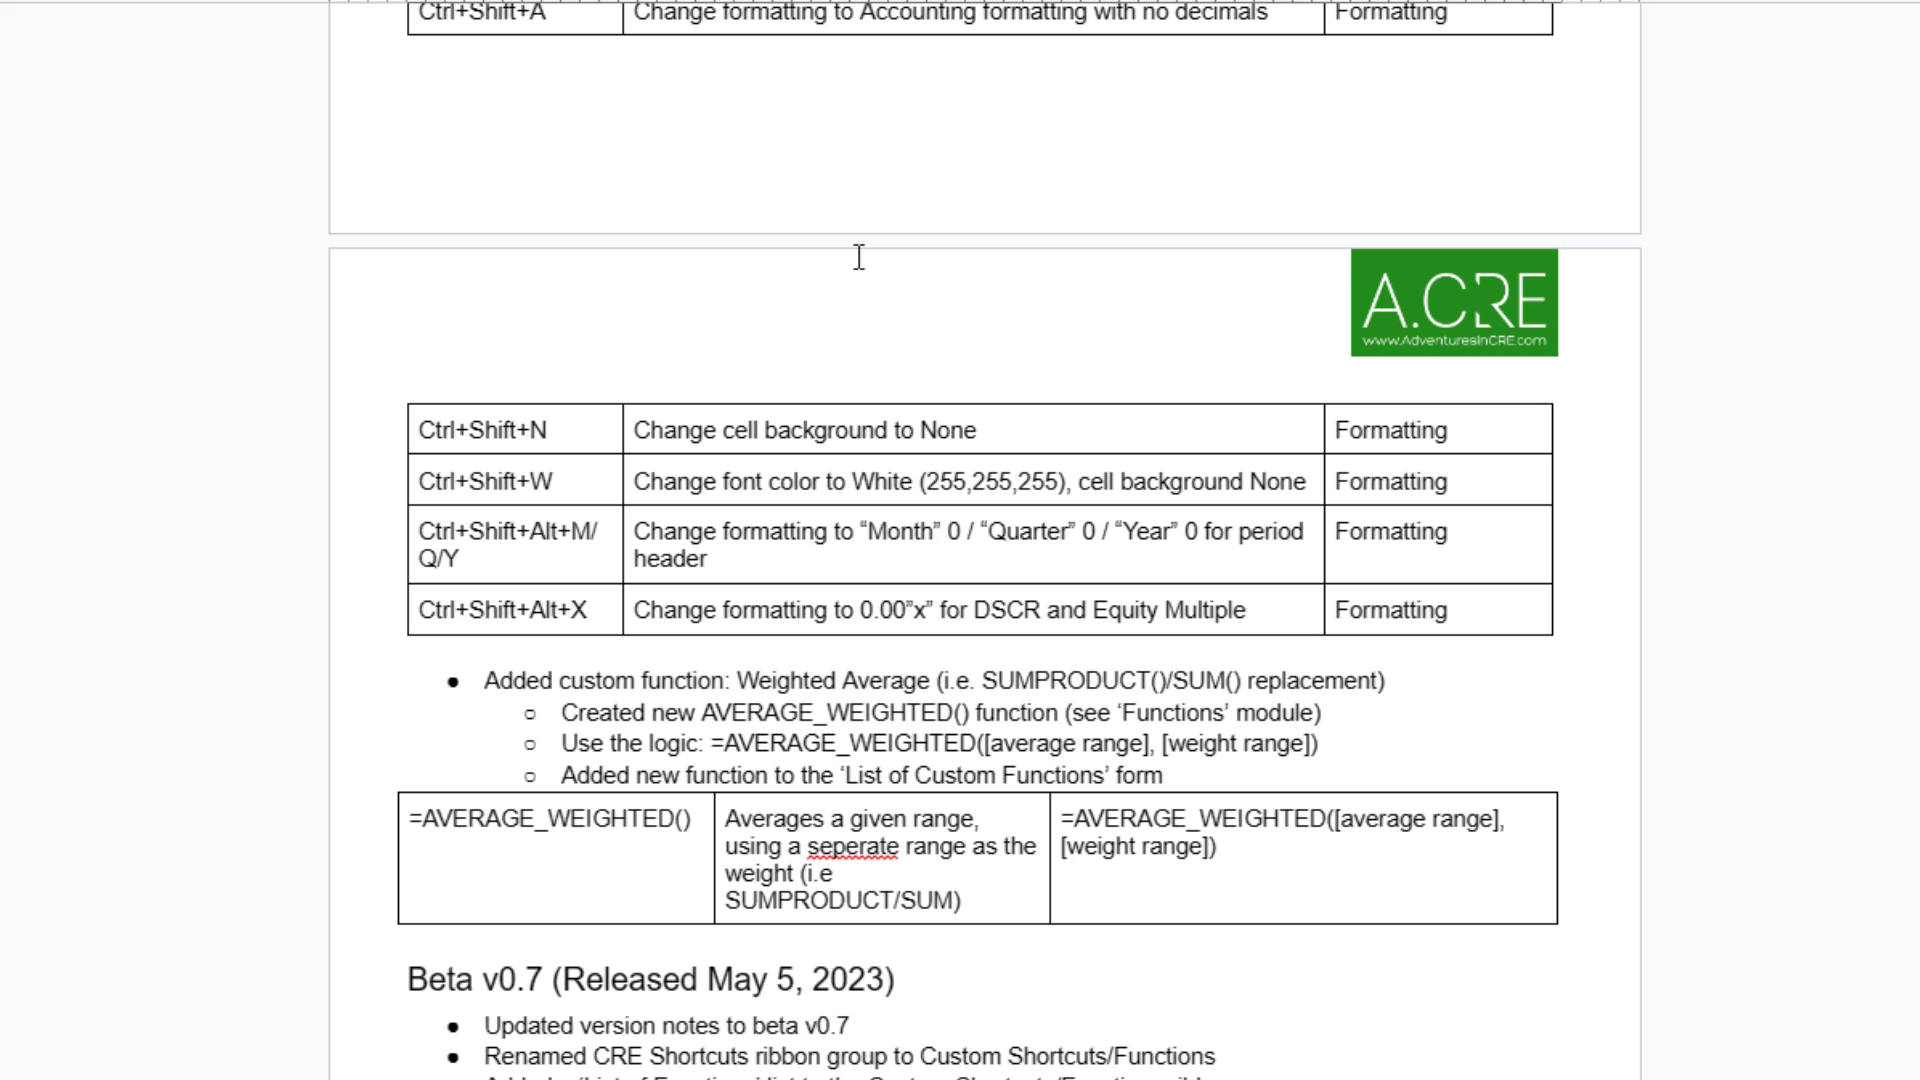 Ctrl+Shift+A Change formatting to Accounting formatting with no decimals Formatting
A.CRE
www.AdventuresInCRE.com
Ctrl+Shift+N Change cell background to None Formatting
Ctrl+Shift+W Change font color to White (255,255,255), cell background None Formatting
Ctrl+Shift+Alt+M/ Change formatting to “Month” 0 / “Quarter” 0 / “Year” 0 for period Formatting
Q/Y header
Ctrl+Shift+Alt+X Change formatting to 0.00”x” for DSCR and Equity Multiple Formatting
● Added custom function: Weighted Average (i.e. SUMPRODUCT()/SUM() replacement)
○ Created new AVERAGE_WEIGHTED() function (see ‘Functions’ module)
○ Use the logic: =AVERAGE_WEIGHTED([average range], [weight range])
○ Added new function to the ‘List of Custom Functions’ form
=AVERAGE_WEIGHTED() Averages a given range, =AVERAGE_WEIGHTED([average range],
using a seperate range as the [weight range])
weight (i.e
SUMPRODUCT/SUM)
Beta v0.7 (Released May 5, 2023)
● Updated version notes to beta v0.7
● Renamed CRE Shortcuts ribbon group to Custom Shortcuts/Functions